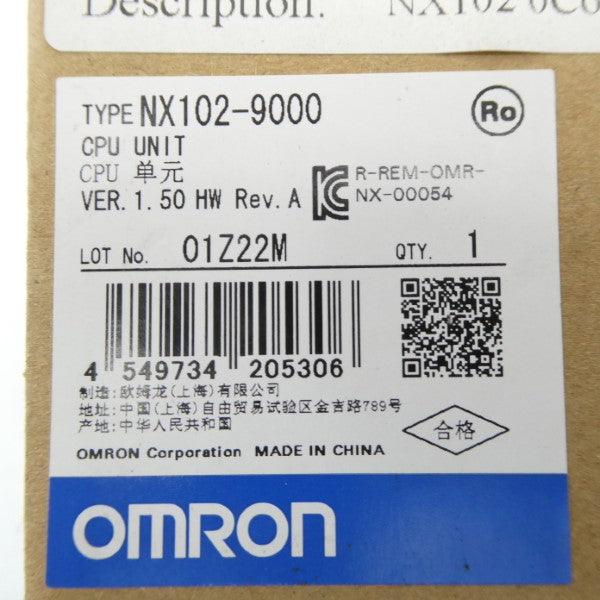 Description: NX102 0C6
TYPE NX102-9000
Ro
CPU UNIT
CPU 单元
VER. 1.50 HW Rev. A
R-REM-OMR-
NX-00054
LOT No. 01Z22M QTY. 1
4 549734 205306
制造: 欧姆龙(上海)有限公司
地址: 中国(上海)自由贸易试验区金吉路789号
产地: 中华人民共和国
合格
OMRON Corporation MADE IN CHINA
OMRON